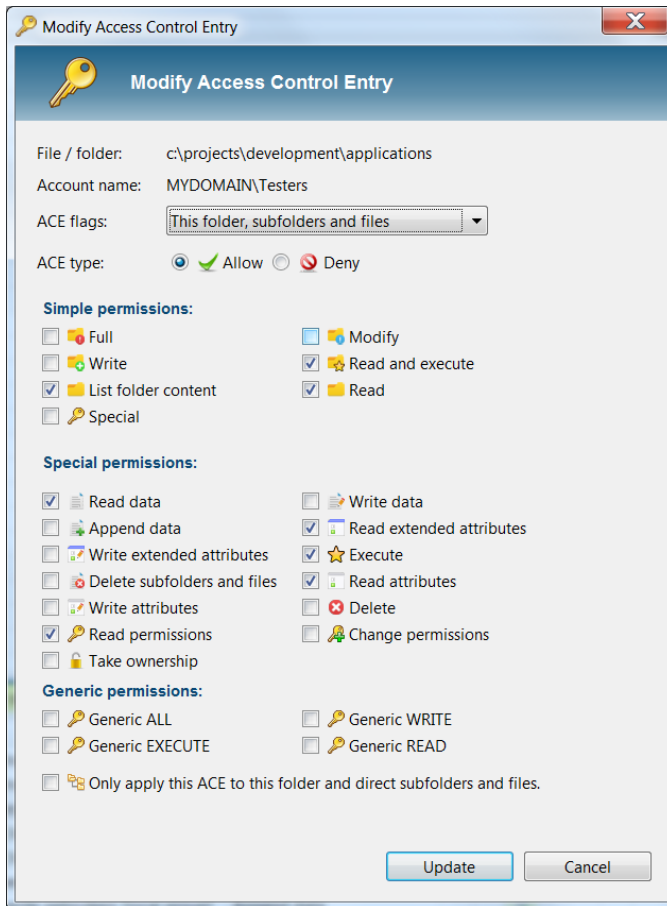 Modify Access Control Entry
Modify Access Control Entry
File / folder: c:\projects\development\applications
Account name: MYDOMAIN\Testers
ACE flags: This folder, subfolders and files
ACE type: Allow Deny
Simple permissions:
Full Modify
Write Read and execute
List folder content Read
Special
Special permissions:
Read data Write data
Append data Read extended attributes
Write extended attributes Execute
Delete subfolders and files Read attributes
Write attributes Delete
Read permissions Change permissions
Take ownership
Generic permissions:
Generic ALL Generic WRITE
Generic EXECUTE Generic READ
Only apply this ACE to this folder and direct subfolders and files.
Update Cancel